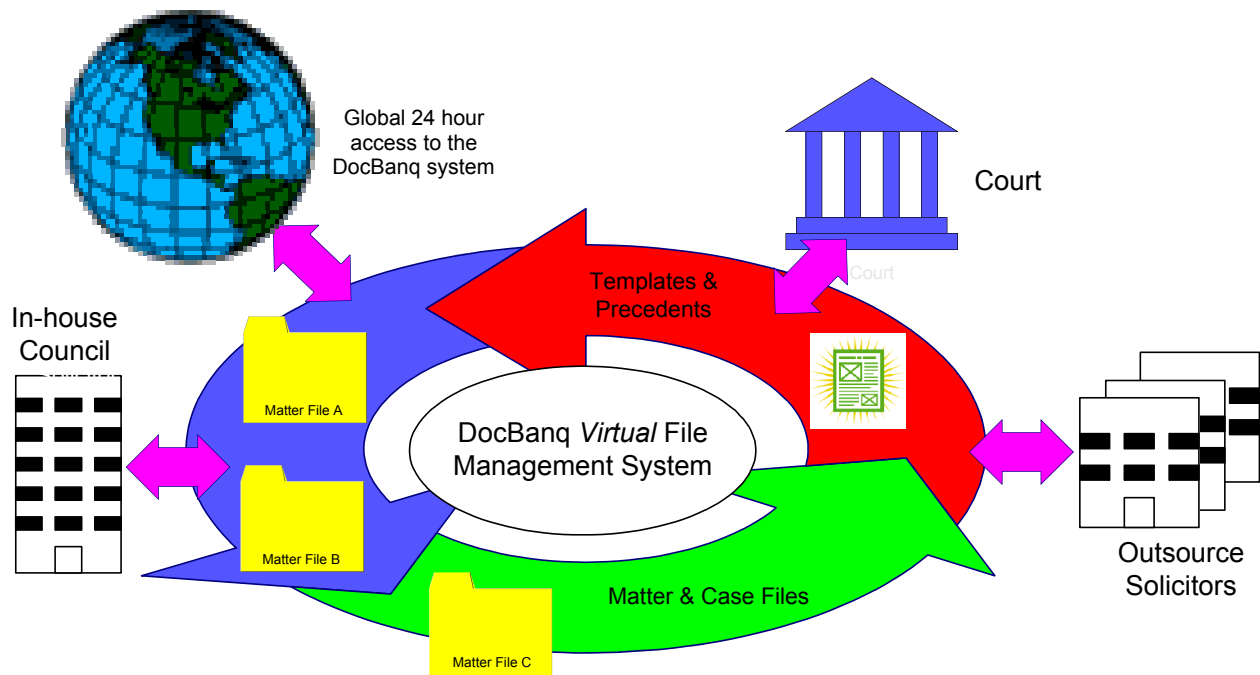 Global 24 hour
access to the
DocBanq system
Court
Court
Templates &
Precedents
In-house
Council
Matter File A
DocBanq Virtual File
Management System
Matter File B
Matter & Case Files
Outsource
Solicitors
Matter File C